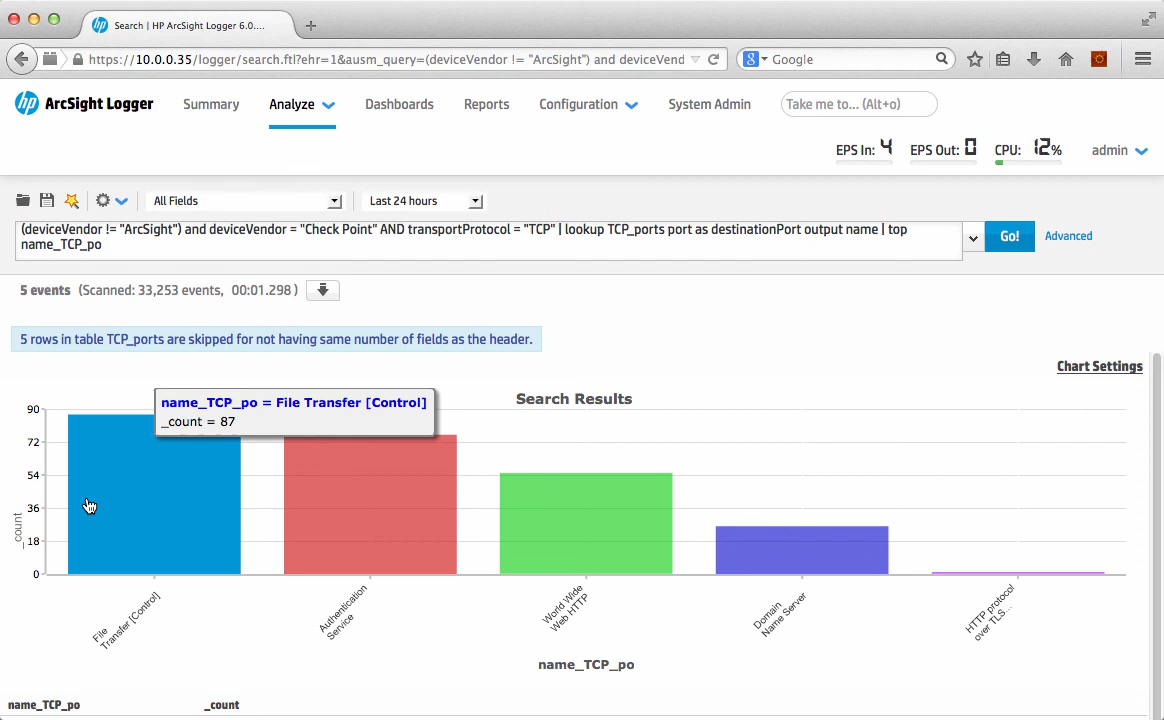 Search | HP ArcSight Logger 6.0....
https://10.0.0.35/logger/search.ftl?ehr=1&ausm_query=(deviceVendor != "ArcSight") and deviceVend
Google
hp ArcSight Logger
Summary
Analyze
Dashboards
Reports
Configuration
System Admin
Take me to... (Alt+o)
EPS In: 4
EPS Out: 0
CPU: 12%
admin
All Fields
Last 24 hours
(deviceVendor != "ArcSight") and deviceVendor = "Check Point" AND transportProtocol = "TCP" | lookup TCP_ports port as destinationPort output name | top
name_TCP_po
Go!
Advanced
5 events (Scanned: 33,253 events, 00:01.298 )
5 rows in table TCP_ports are skipped for not having same number of fields as the header.
Chart Settings
Search Results
name_TCP_po = File Transfer [Control]
_count = 87
90
72
54
36
18
0
_count
File
Transfer [Control]
Authentication
Service
World Wide
Web HTTP
Domain
Name Server
HTTP protocol
over TLS...
name_TCP_po
name_TCP_po
_count